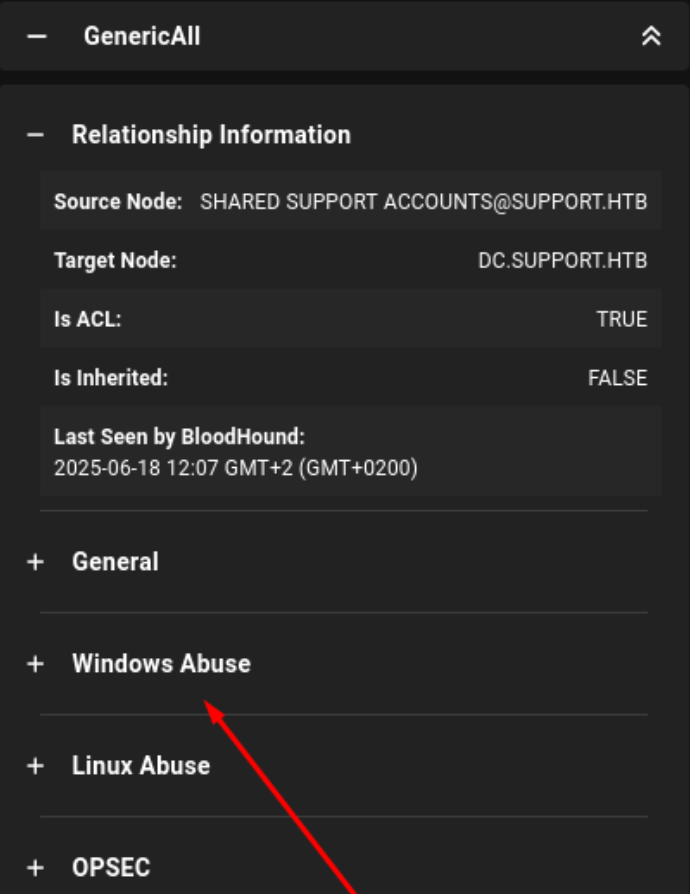 GenericAll
Relationship Information
Source Node: SHARED SUPPORT ACCOUNTS@SUPPORT.HTB
Target Node: DC.SUPPORT.HTB
Is ACL: TRUE
Is Inherited: FALSE
Last Seen by BloodHound:
2025-06-18 12:07 GMT+2 (GMT+0200)
General
Windows Abuse
Linux Abuse
OPSEC